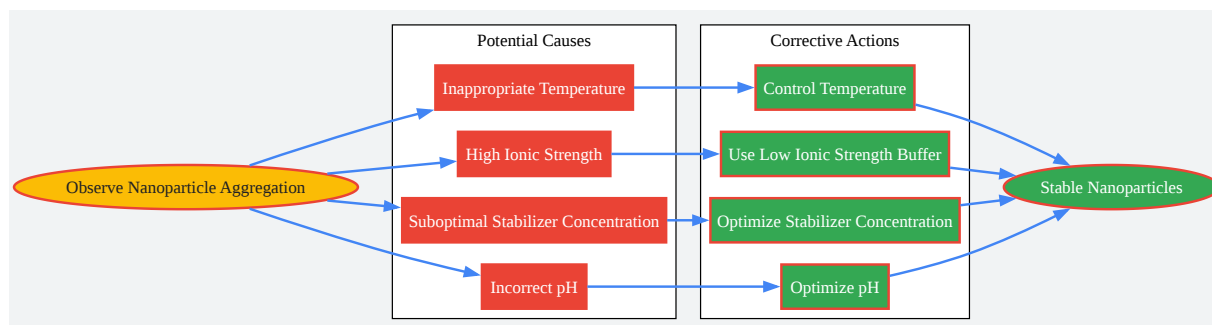 Potential Causes
Corrective Actions
Inappropriate Temperature
Control Temperature
High Ionic Strength
Use Low Ionic Strength Buffer
Observe Nanoparticle Aggregation
Stable Nanoparticles
Suboptimal Stabilizer Concentration
Optimize Stabilizer Concentration
Incorrect pH
Optimize pH